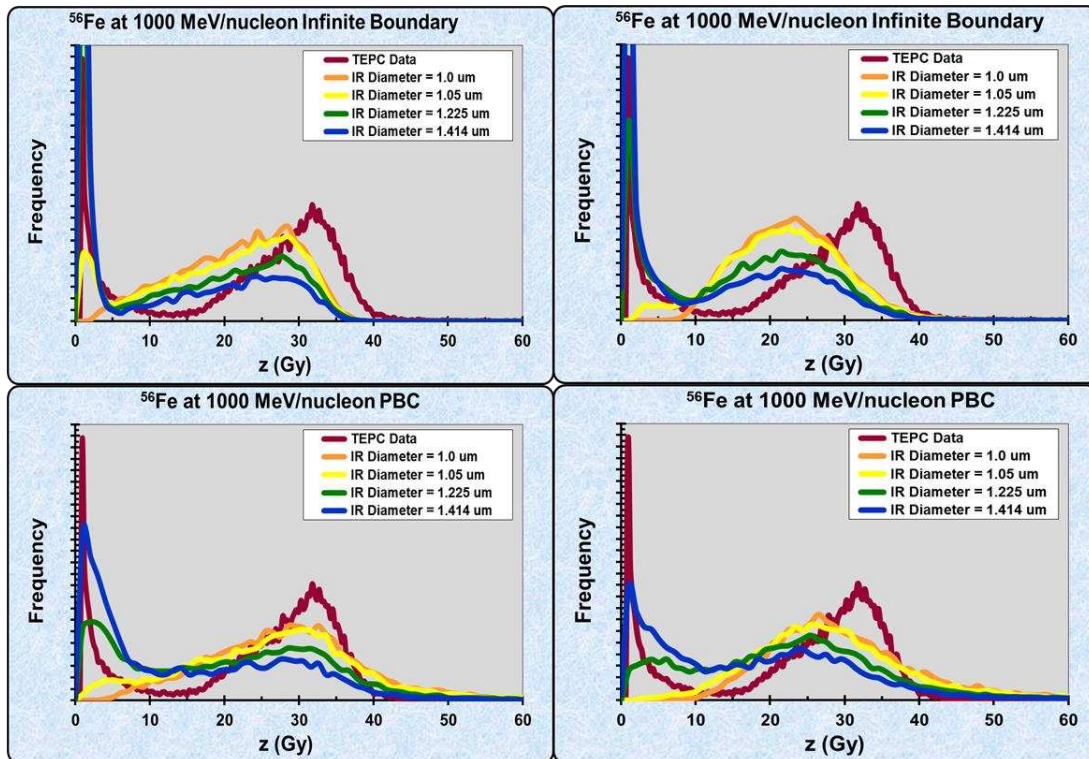 ⁵⁶Fe at 1000 MeV/nucleon Infinite Boundary
TEPC Data
IR Diameter = 1.0 um
IR Diameter = 1.05 um
IR Diameter = 1.225 um
IR Diameter = 1.414 um
Frequency
0 10 20 30 40 50 60
z (Gy)
⁵⁶Fe at 1000 MeV/nucleon Infinite Boundary
TEPC Data
IR Diameter = 1.0 um
IR Diameter = 1.05 um
IR Diameter = 1.225 um
IR Diameter = 1.414 um
Frequency
0 10 20 30 40 50 60
z (Gy)
⁵⁶Fe at 1000 MeV/nucleon PBC
TEPC Data
IR Diameter = 1.0 um
IR Diameter = 1.05 um
IR Diameter = 1.225 um
IR Diameter = 1.414 um
Frequency
0 10 20 30 40 50 60
z (Gy)
⁵⁶Fe at 1000 MeV/nucleon PBC
TEPC Data
IR Diameter = 1.0 um
IR Diameter = 1.05 um
IR Diameter = 1.225 um
IR Diameter = 1.414 um
Frequency
0 10 20 30 40 50 60
z (Gy)